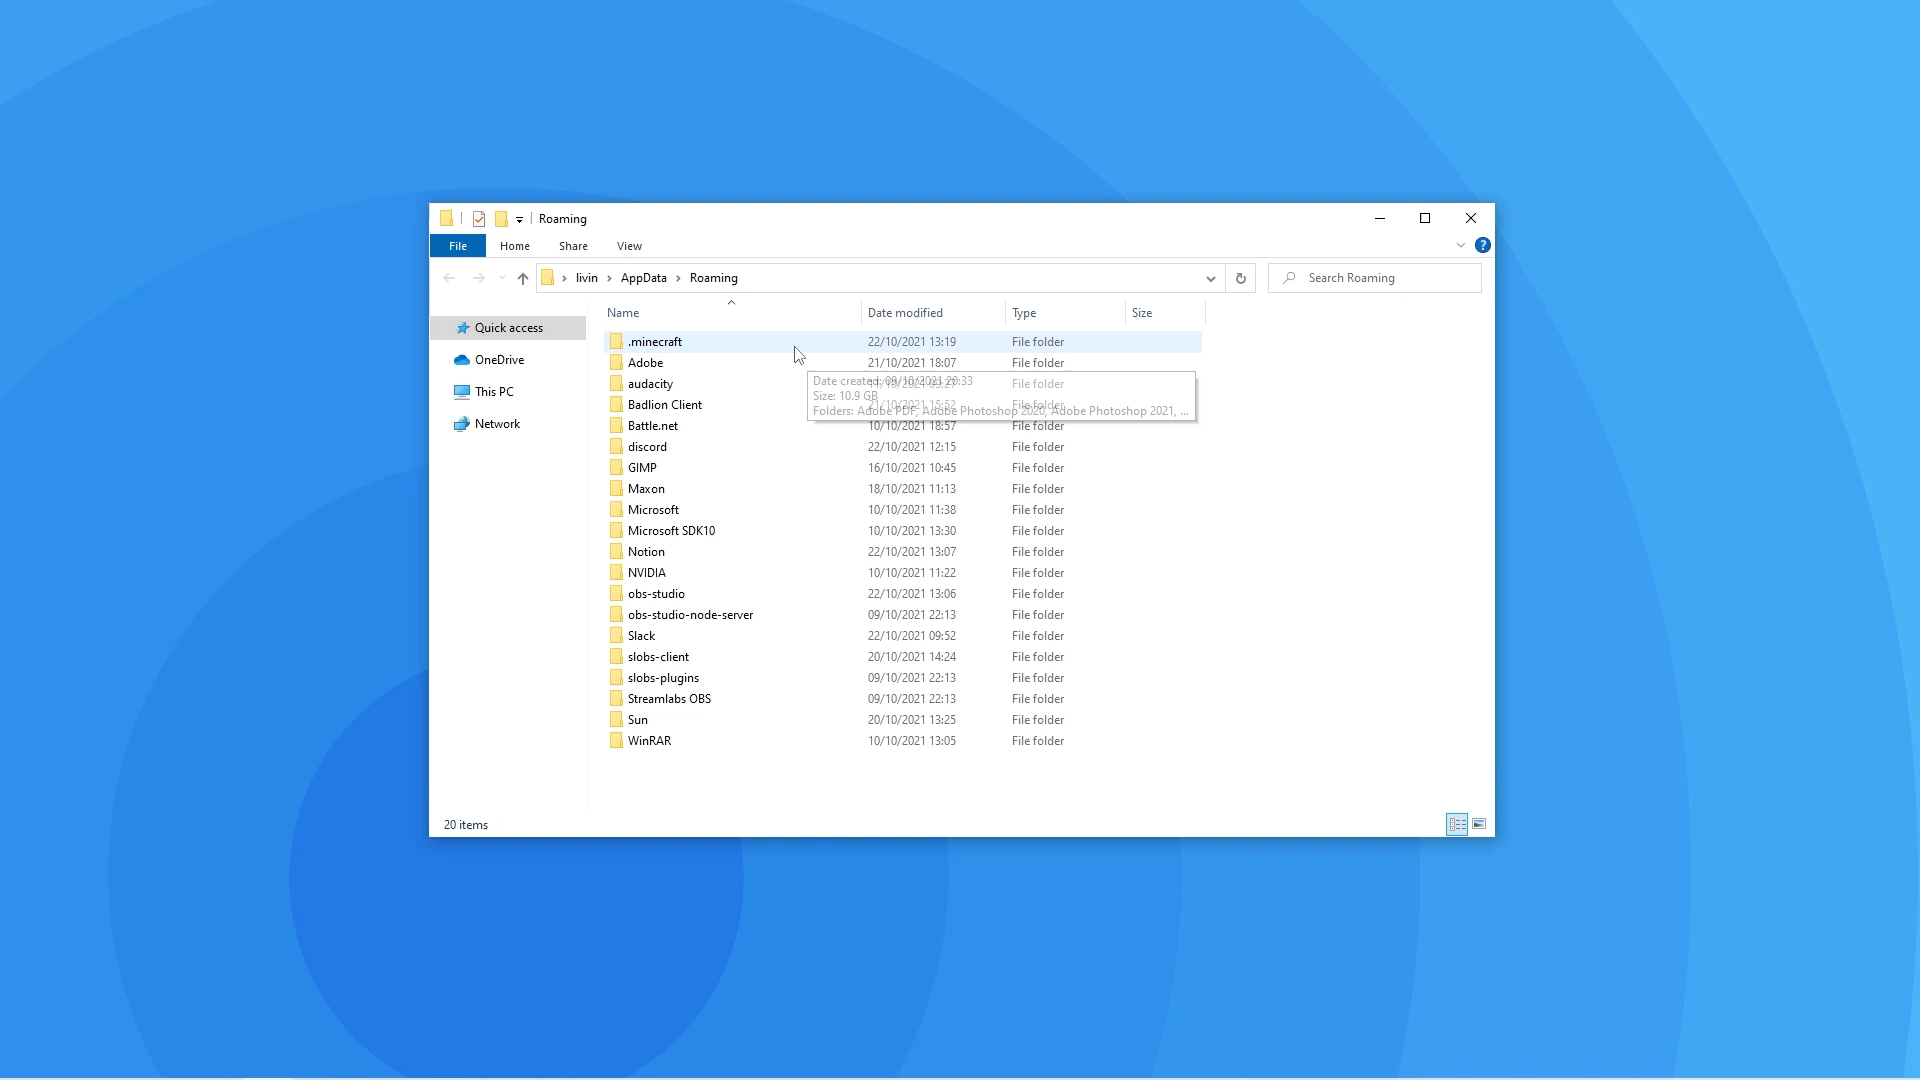 Roaming
File Home Share View
livin AppData Roaming
Search Roaming
Name Date modified Type Size
Quick access
OneDrive
This PC
Network
.minecraft 22/10/2021 13:19 File folder
Adobe 21/10/2021 18:07 File folder
audacity File folder
Badlion Client 21/10/2021 15:52 File folder
Battle.net 10/10/2021 18:57 File folder
discord 22/10/2021 12:15 File folder
GIMP 16/10/2021 10:45 File folder
Maxon 18/10/2021 11:13 File folder
Microsoft 10/10/2021 11:38 File folder
Microsoft SDK10 10/10/2021 13:30 File folder
Notion 22/10/2021 13:07 File folder
NVIDIA 10/10/2021 11:22 File folder
obs-studio 22/10/2021 13:06 File folder
obs-studio-node-server 09/10/2021 22:13 File folder
Slack 22/10/2021 09:52 File folder
slobs-client 20/10/2021 14:24 File folder
slobs-plugins 09/10/2021 22:13 File folder
Streamlabs OBS 09/10/2021 22:13 File folder
Sun 20/10/2021 13:25 File folder
WinRAR 10/10/2021 13:05 File folder
Date created: 09/10/2021 20:33
Size: 10.9 GB
Folders: Adobe PDF, Adobe Photoshop 2020, Adobe Photoshop 2021, ...
20 items